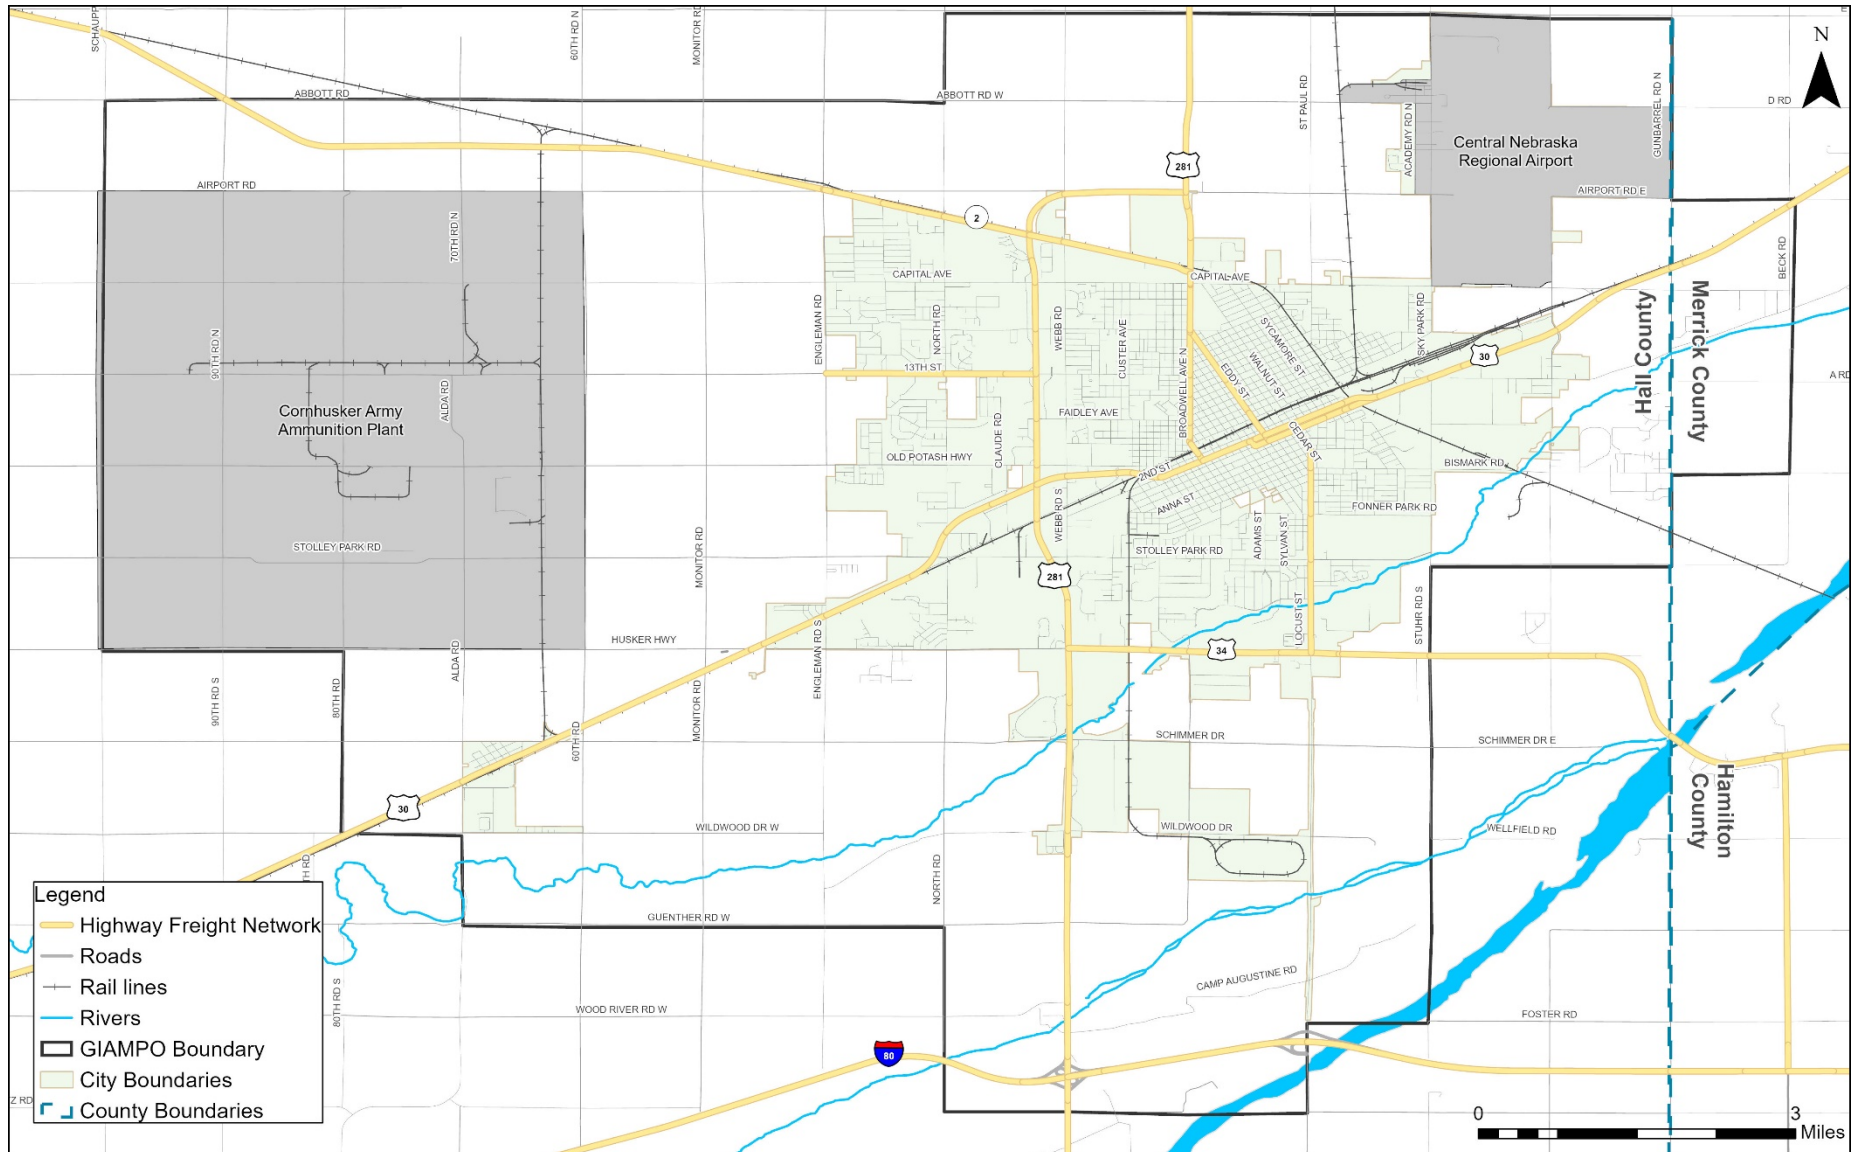 SCHAUPP
60TH RD N
MONITOR RD
N
ABBOTT RD
ABBOTT RD W
ST PAUL RD
ACADEMY RD N
GUNBARREL RD N
D RD
Central Nebraska
Regional Airport
281
AIRPORT RD
AIRPORT RD E
2
70TH RD N
BECK RD
CAPITAL AVE
CAPITAL AVE
ENGLEMAN RD
NORTH RD
WEBB RD
CUSTER AVE
SYCAMORE ST
SKY PARK RD
Hall County
Merrick County
90TH RD N
BROADWELL AVE N
WALNUT ST
EDDY ST
30
13TH ST
ALDA RD
A RD
Cornhusker Army
Ammunition Plant
FAIDLEY AVE
CLAUDE RD
CEDAR ST
OLD POTASH HWY
2ND ST
BISMARK RD
ANNA ST
WEBB RD S
FONNER PARK RD
ADAMS ST
SYLVAN ST
STOLLEY PARK RD
STOLLEY PARK RD
MONITOR RD
281
LOCUST ST
STUHR RD S
HUSKER HWY
ENGLEMAN RD S
ALDA RD
34
90TH RD S
80TH RD
MONITOR RD
60TH RD
SCHIMMER DR
SCHIMMER DR E
Hamilton
County
30
WILDWOOD DR W
WILDWOOD DR
WELLFIELD RD
TH RD
NORTH RD
GUENTHER RD W
CAMP AUGUSTINE RD
80TH RD S
WOOD RIVER RD W
FOSTER RD
80
Z RD
Legend
Highway Freight Network
Roads
Rail lines
Rivers
GIAMPO Boundary
City Boundaries
County Boundaries
0 3
Miles